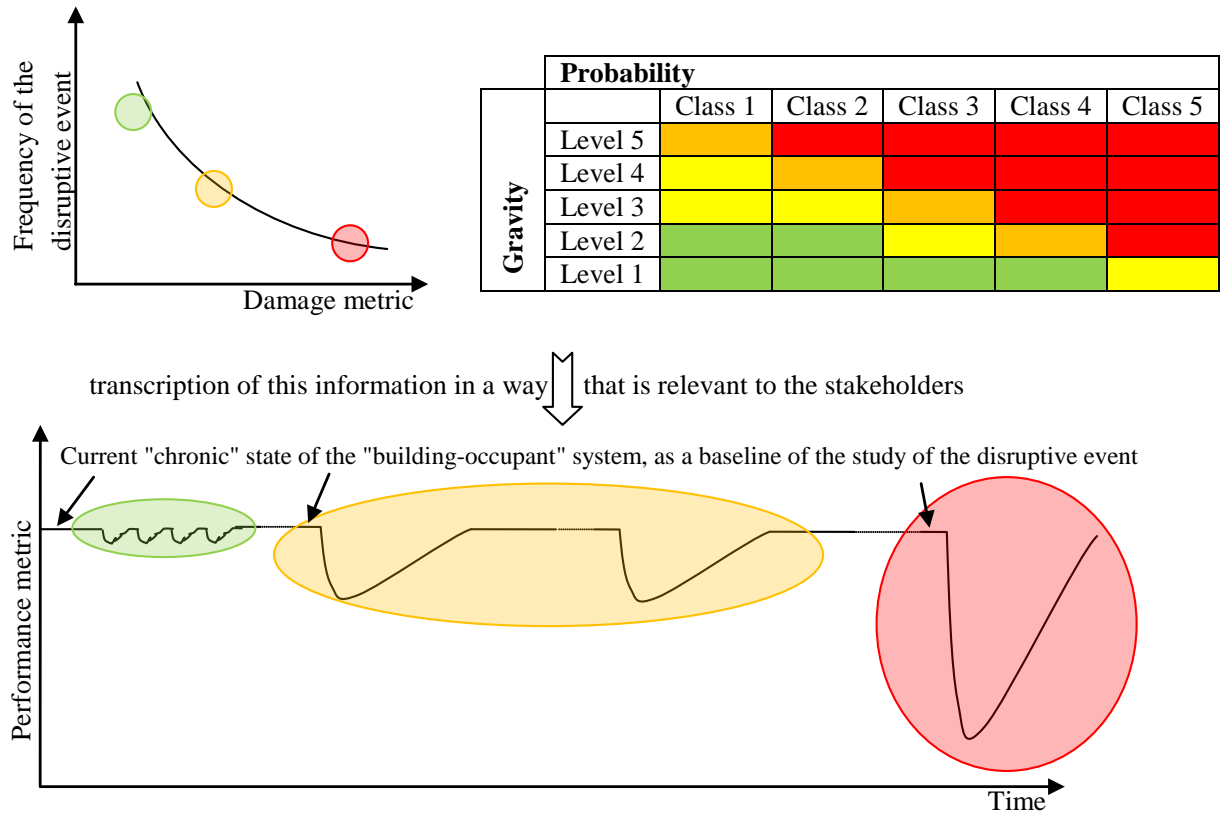 Frequency of the
disruptive event
Damage metric
Probability
Class 1 Class 2 Class 3 Class 4 Class 5
Gravity
Level 5
Level 4
Level 3
Level 2
Level 1
transcription of this information in a way that is relevant to the stakeholders
Current "chronic" state of the "building-occupant" system, as a baseline of the study of the disruptive event
Performance metric
Time